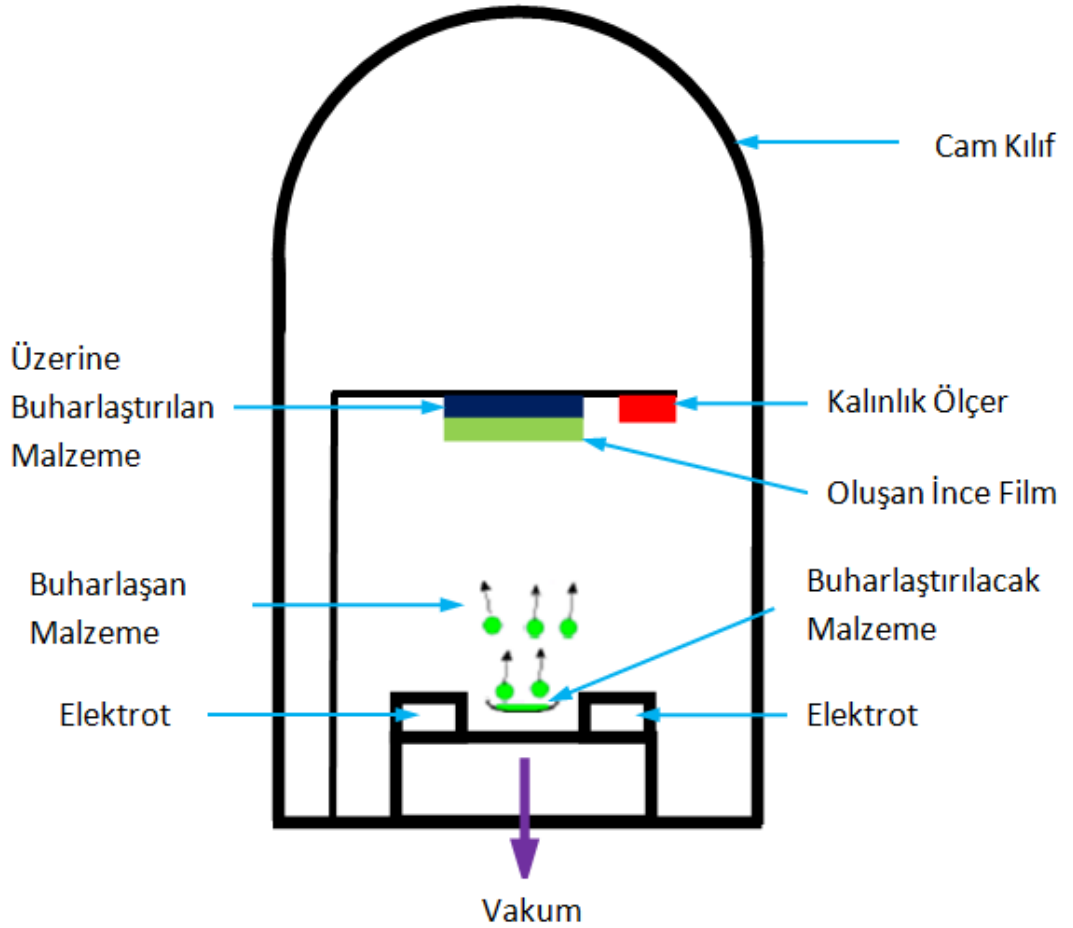 Cam Kılıf
Üzerine
Buharlaştırılan
Malzeme
Kalınlık Ölçer
Oluşan İnce Film
Buharlaşan
Malzeme
Buharlaştırılacak
Malzeme
Elektrot
Elektrot
Vakum